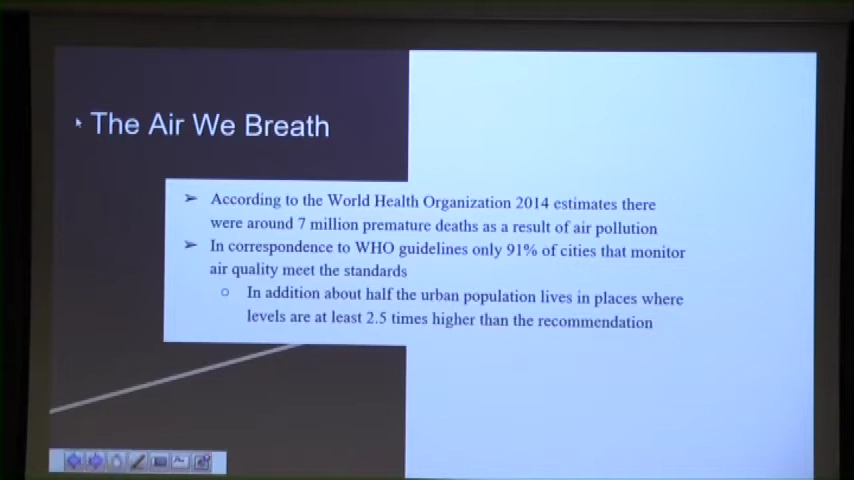 The Air We Breath
➢ According to the World Health Organization 2014 estimates there
were around 7 million premature deaths as a result of air pollution
➢ In correspondence to WHO guidelines only 91% of cities that monitor
air quality meet the standards
○ In addition about half the urban population lives in places where
levels are at least 2.5 times higher than the recommendation